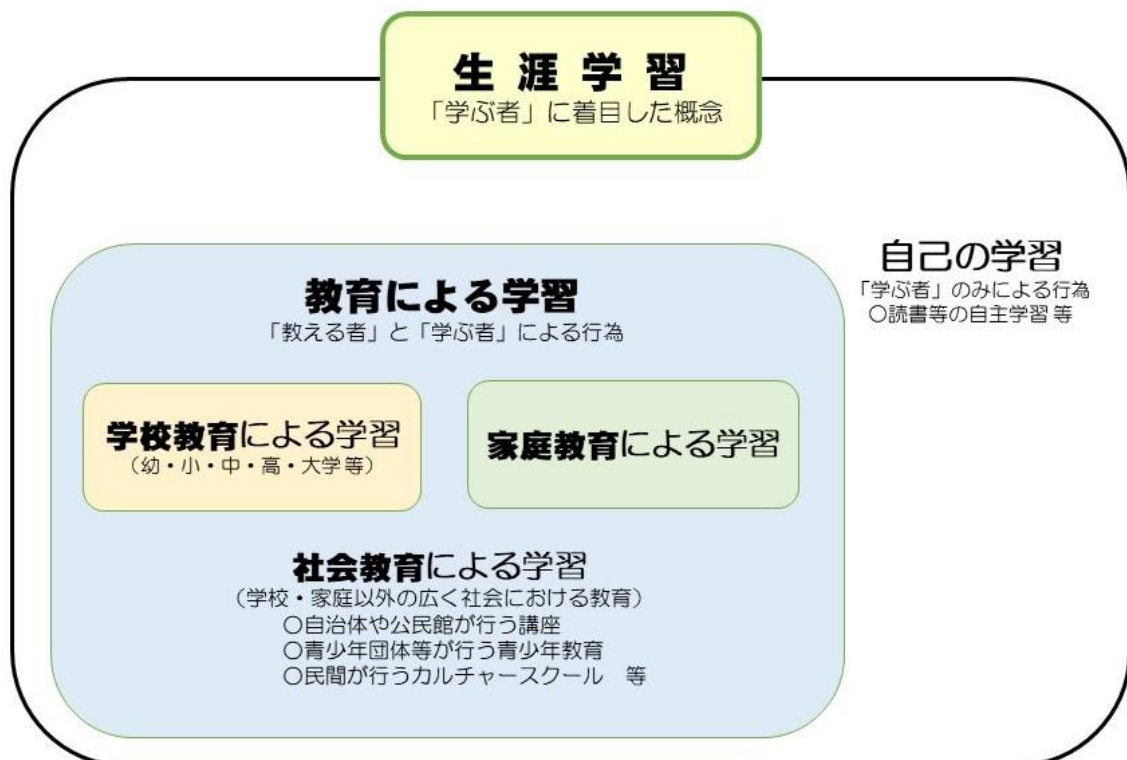 生涯学習
「学ぶ者」に着目した概念
教育による学習
「教える者」と「学ぶ者」による行為
学校教育による学習
（幼・小・中・高・大学等）
家庭教育による学習
社会教育による学習
（学校・家庭以外の広く社会における教育）
○自治体や公民館が行う講座
○青少年団体等が行う青少年教育
○民間が行うカルチャースクール　等
自己の学習
「学ぶ者」のみによる行為
○読書等の自主学習 等